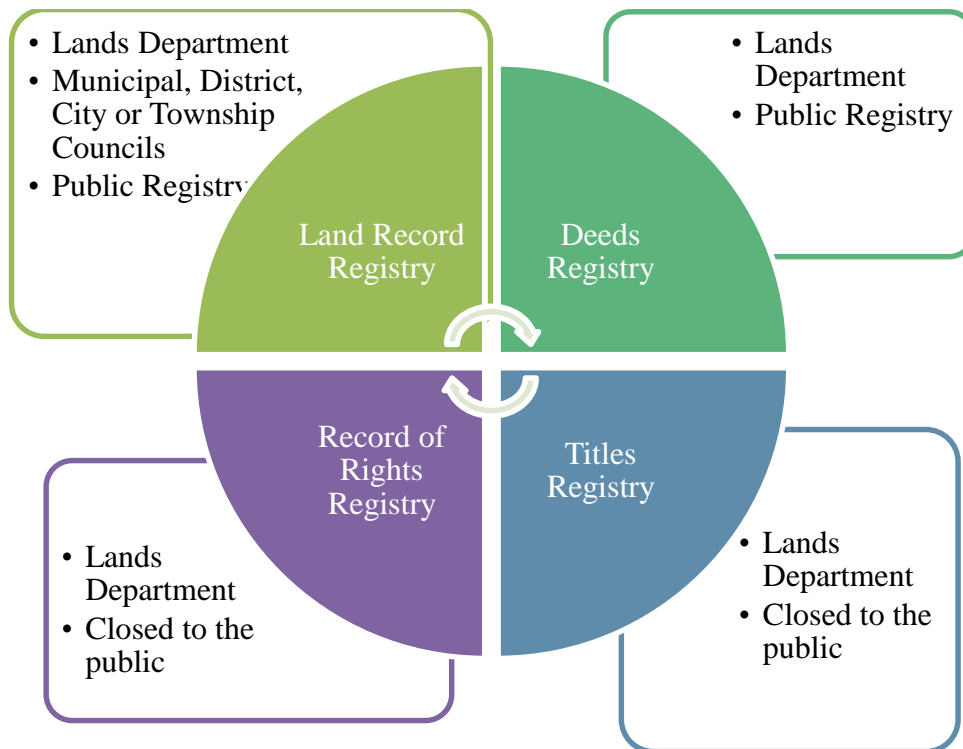 • Lands Department
• Municipal, District,
City or Township
Councils
• Public Registry
• Lands
Department
• Public Registry
Land Record
Registry
Deeds
Registry
Record of
Rights
Registry
Titles
Registry
• Lands
Department
• Closed to the
public
• Lands
Department
• Closed to the
public